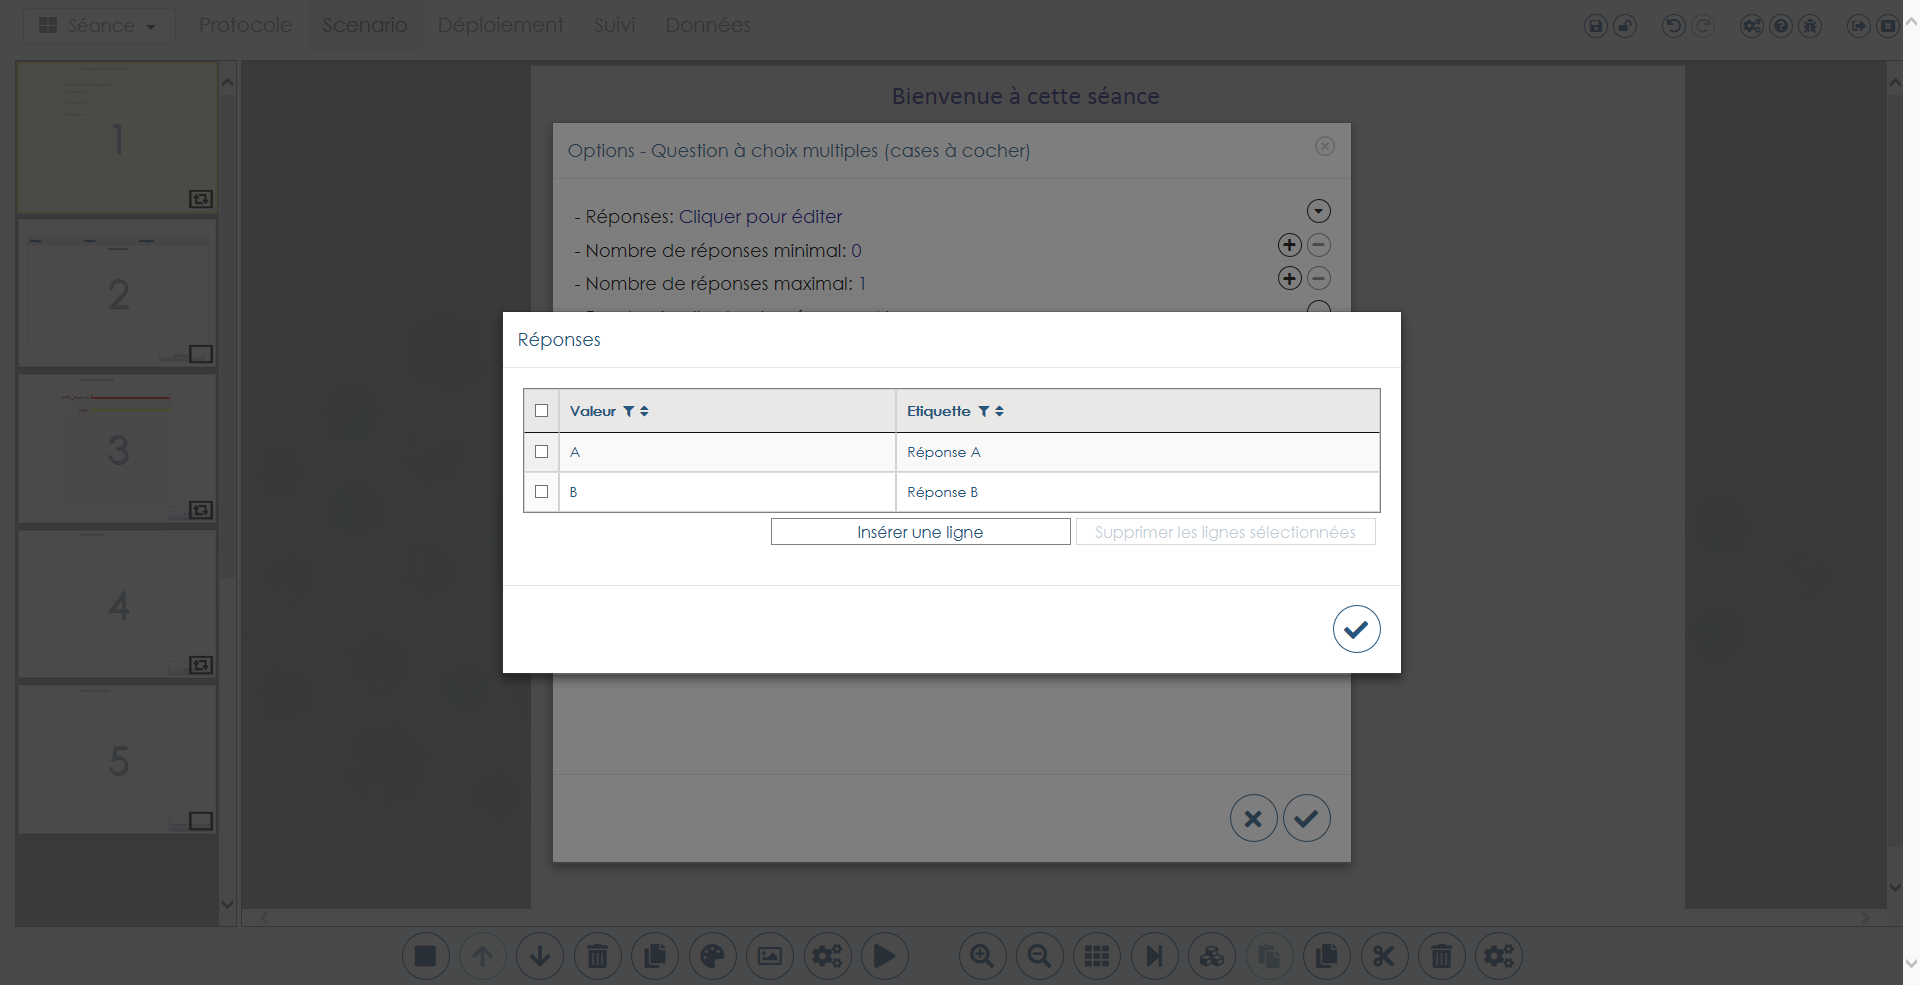 Séance
Protocole
Scenario
Déploiement
Suivi
Données
1
2
3
4
5
Bienvenue à cette séance
Options - Question à choix multiples (cases à cocher)
- Réponses: Cliquer pour éditer
- Nombre de réponses minimal: 0
- Nombre de réponses maximal: 1
Réponses
Valeur
Etiquette
A
Réponse A
B
Réponse B
Insérer une ligne
Supprimer les lignes sélectionnées